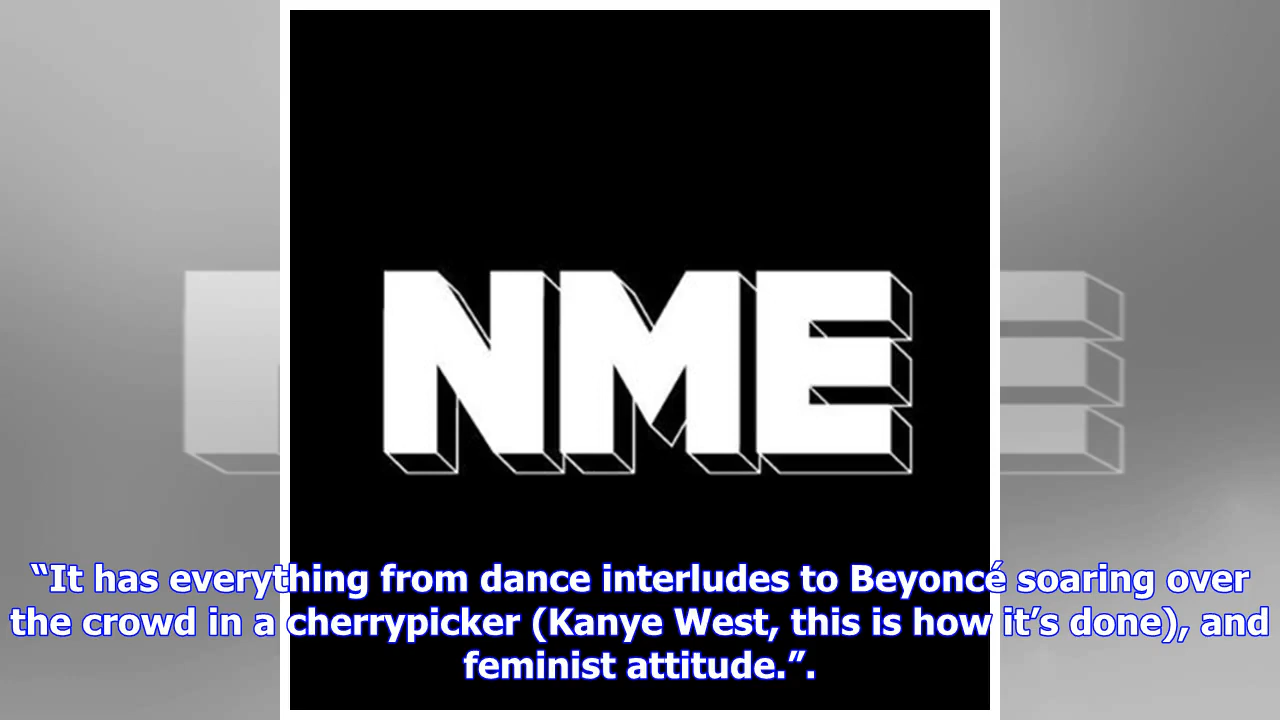 NME
“It has everything from dance interludes to Beyoncé soaring over
the crowd in a cherrypicker (Kanye West, this is how it’s done), and
feminist attitude.”.